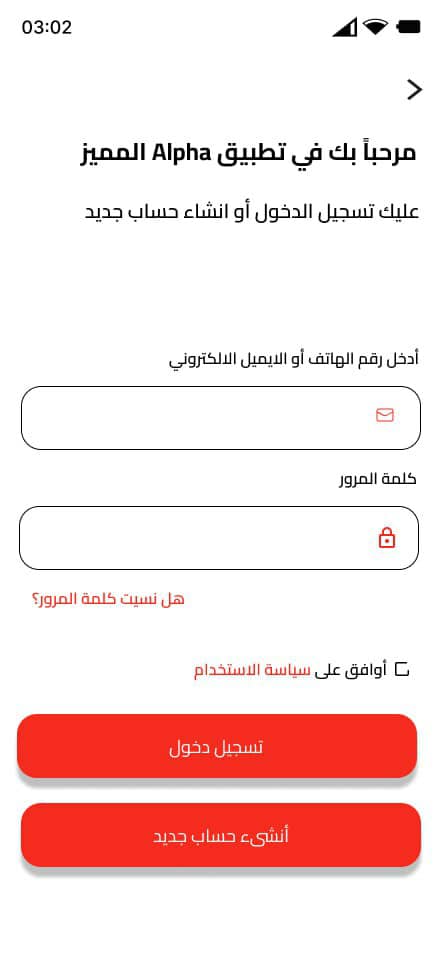 03:02
مرحباً بك في تطبيق Alpha المميز
عليك تسجيل الدخول أو انشاء حساب جديد
أدخل رقم الهاتف أو الايميل الالكتروني
كلمة المرور
هل نسيت كلمة المرور؟
أوافق على سياسة الاستخدام
تسجيل دخول
أنشىء حساب جديد